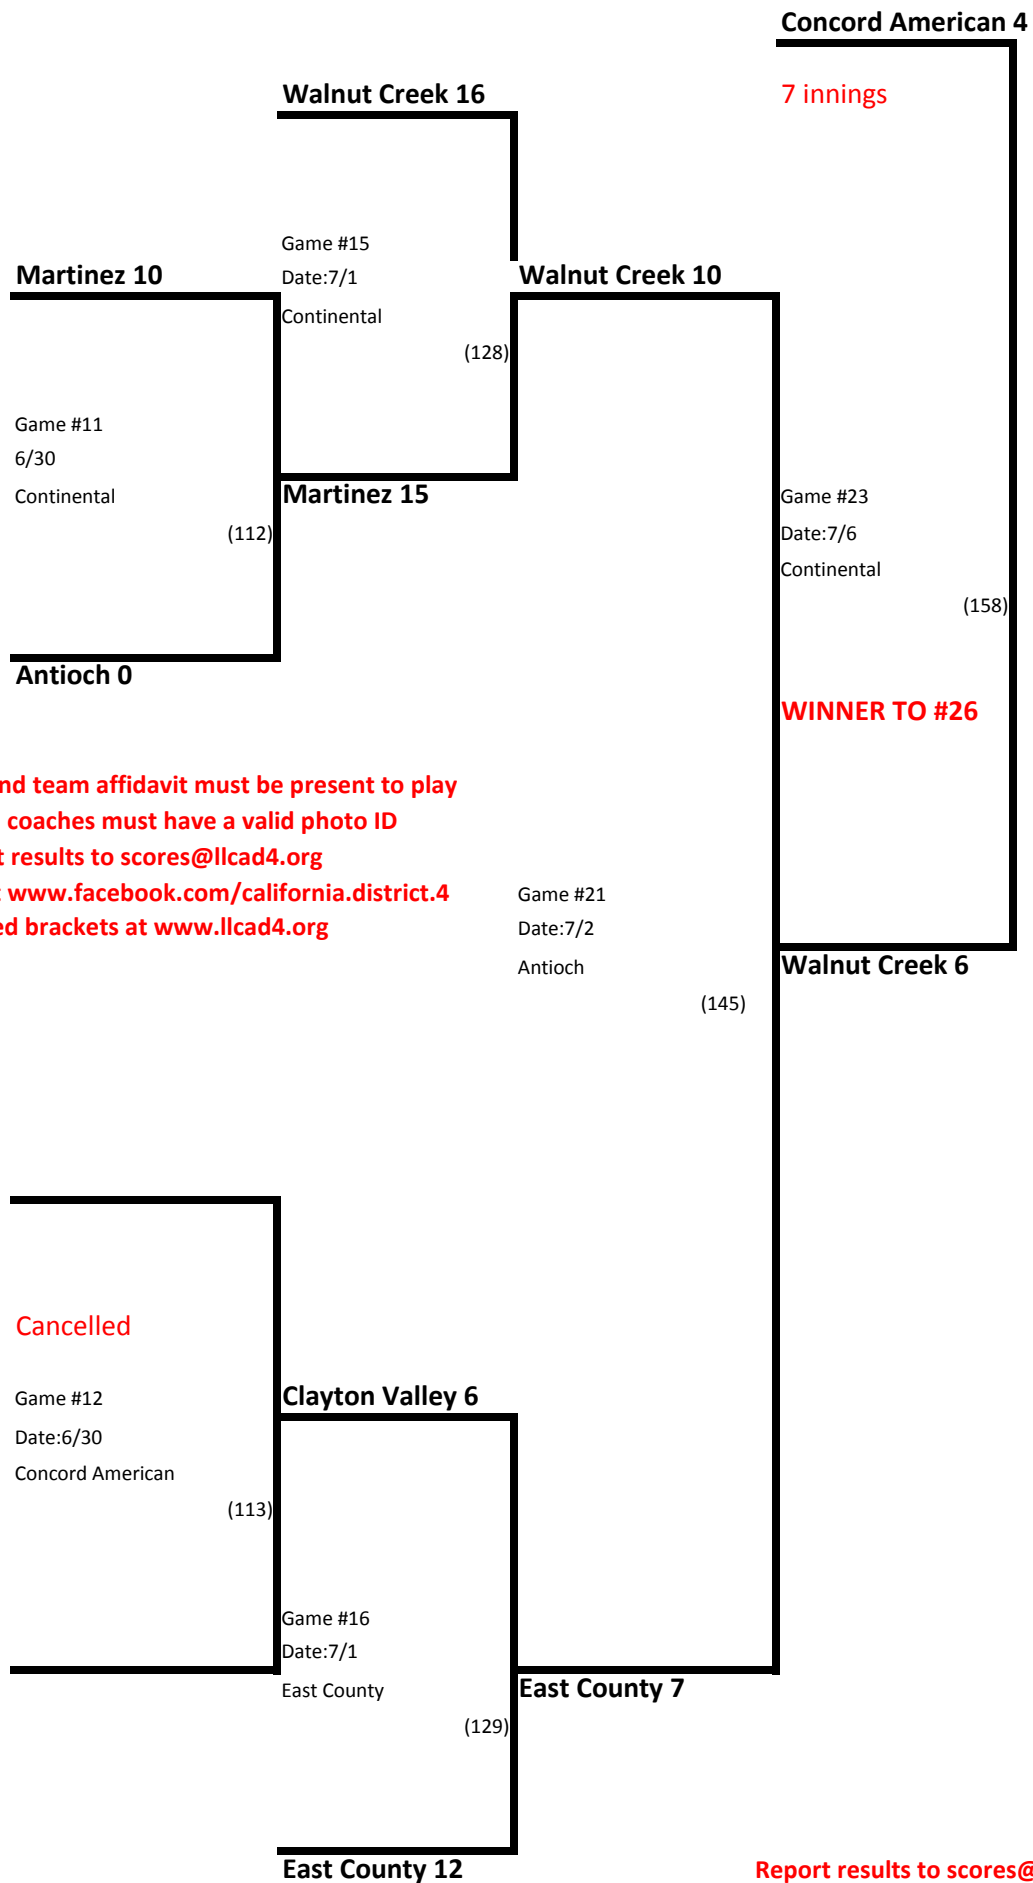 Concord American 4
Walnut Creek 16
7 innings
Game #15
Martinez 10
Date:7/1
Walnut Creek 10
Continental
(128)
Game #11
6/30
Continental
Martinez 15
Game #23
(112)
Date:7/6
Continental
(158)
Antioch 0
WINNER TO #26
nd team affidavit must be present to play
coaches must have a valid photo ID
t results to scores@llcad4.org
www.facebook.com/california.district.4
Game #21
ed brackets at www.llcad4.org
Date:7/2
Antioch
Walnut Creek 6
(145)
Cancelled
Game #12
Clayton Valley 6
Date:6/30
Concord American
(113)
Game #16
Date:7/1
East County
East County 7
(129)
East County 12
Report results to scores@